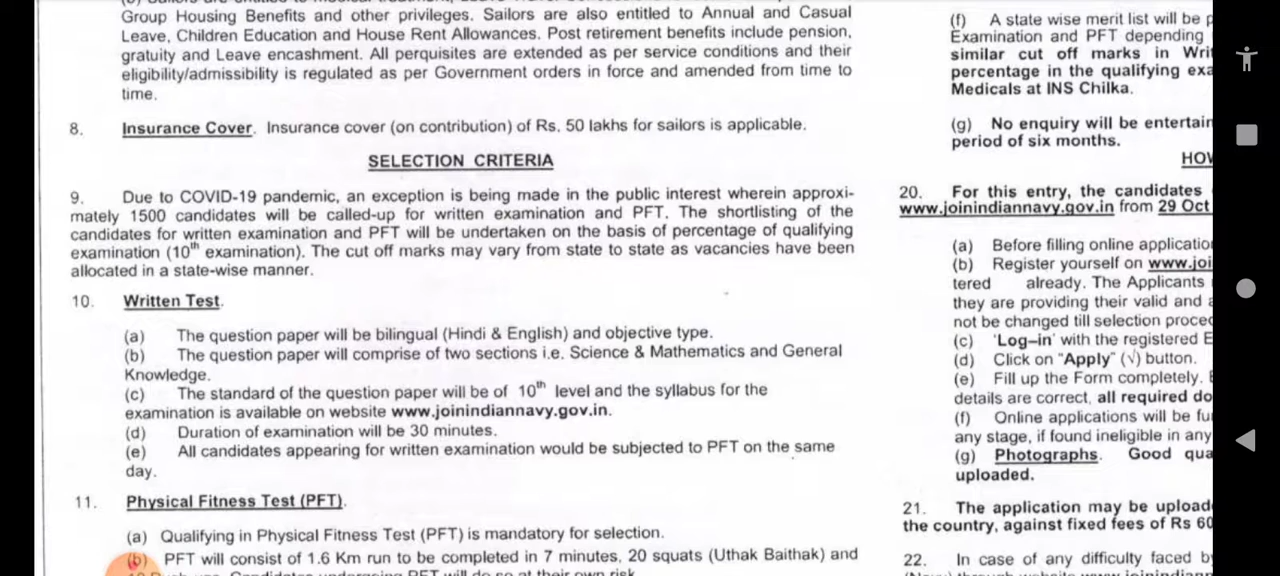 Group Housing Benefits and other privileges. Sailors are also entitled to Annual and Casual
Leave, Children Education and House Rent Allowances. Post retirement benefits include pension,
gratuity and Leave encashment. All perquisites are extended as per service conditions and their
eligibility/admissibility is regulated as per Government orders in force and amended from time to
time.
8. Insurance Cover. Insurance cover (on contribution) of Rs. 50 lakhs for sailors is applicable.
SELECTION CRITERIA
9. Due to COVID-19 pandemic, an exception is being made in the public interest wherein approxi-
mately 1500 candidates will be called-up for written examination and PFT. The shortlisting of the
candidates for written examination and PFT will be undertaken on the basis of percentage of qualifying
examination (10th examination). The cut off marks may vary from state to state as vacancies have been
allocated in a state-wise manner.
10. Written Test.
(a) The question paper will be bilingual (Hindi & English) and objective type.
(b) The question paper will comprise of two sections i.e. Science & Mathematics and General
Knowledge.
(c) The standard of the question paper will be of 10th level and the syllabus for the
examination is available on website www.joinindiannavy.gov.in.
(d) Duration of examination will be 30 minutes.
(e) All candidates appearing for written examination would be subjected to PFT on the same
day.
11. Physical Fitness Test (PFT).
(a) Qualifying in Physical Fitness Test (PFT) is mandatory for selection.
(b) PFT will consist of 1.6 Km run to be completed in 7 minutes, 20 squats (Uthak Baithak) and
(f) A state wise merit list will be
Examination and PFT depending
similar cut off marks in
percentage in the qualifying
Medicals at INS Chilka.
(g) No enquiry will be
period of six months.
20. For this entry, the candidates
www.joinindiannavy.gov.in from 29 Oct
(a) Before filling online
(b) Register yourself on
tered already. The Applicants
they are providing their valid and
not be changed till selection
(c) 'Log–in' with the registered
(d) Click on "Apply" (√) button.
(e) Fill up the Form completely.
details are correct, all required
(f) Online applications will be
any stage, if found ineligible in any
(g) Photographs. Good
uploaded.
21. The application may be
the country, against fixed fees of Rs 60
22. In case of any difficulty faced